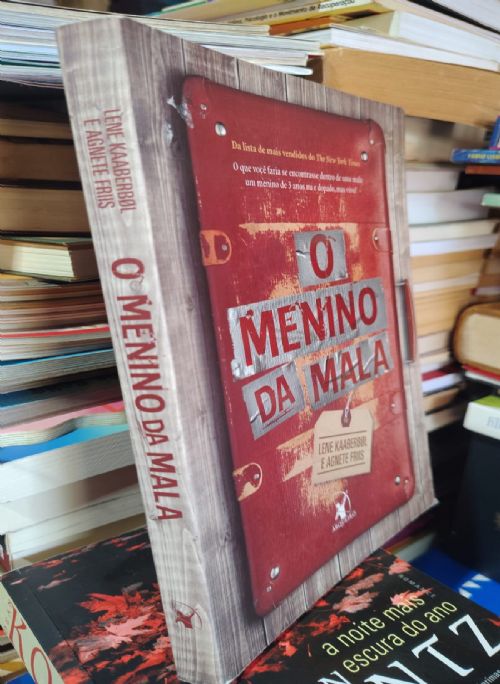 LENE KAABERBØL
E AGNETE FRIIS
O MENINO DA MALA
Da lista de mais vendidos do The New York Times
O que você faria se encontrasse dentro de uma mala
um menino de 3 anos nu e dopado, mas vivo?
O
MENINO
DA MALA
LENE KAABERBØL
E AGNETE FRIIS
ARQUEIRO
a noite mais
escura do ano
NTZ
RO